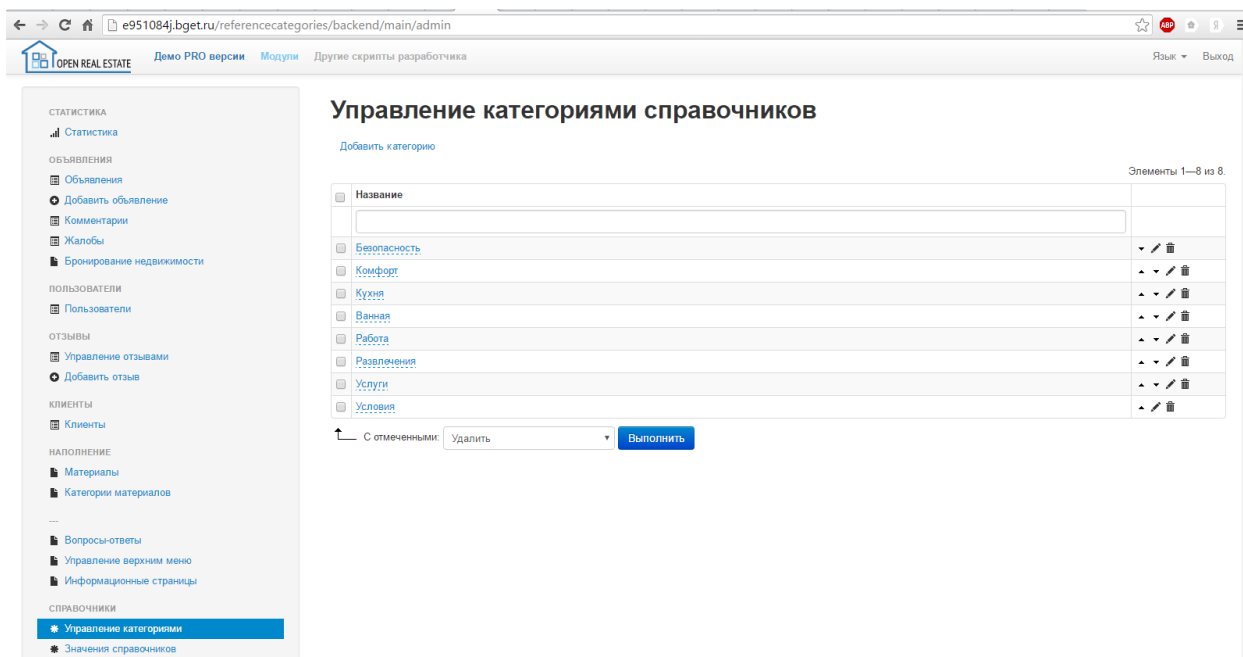 e951084j.bget.ru/referencecategories/backend/main/admin
ABP
Я
OPEN REAL ESTATE
Демо PRO версии Модули Другие скрипты разработчика
Язык Выход
СТАТИСТИКА
Статистика
ОБЪЯВЛЕНИЯ
Объявления
Добавить объявление
Комментарии
Жалобы
Бронирование недвижимости
ПОЛЬЗОВАТЕЛИ
Пользователи
ОТЗЫВЫ
Управление отзывами
Добавить отзыв
КЛИЕНТЫ
Клиенты
НАПОЛНЕНИЕ
Материалы
Категории материалов
---
Вопросы-ответы
Управление верхним меню
Информационные страницы
СПРАВОЧНИКИ
Управление категориями
Значения справочников
Управление категориями справочников
Добавить категорию
Элементы 1—8 из 8.
Название
Безопасность
Комфорт
Кухня
Ванная
Работа
Развлечения
Услуги
Условия
С отмеченными: Удалить Выполнить